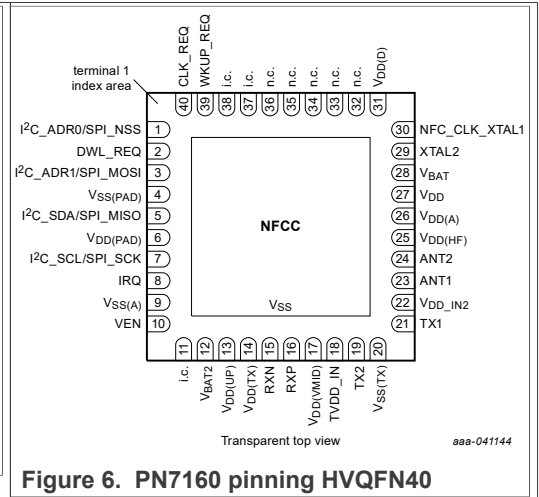 CLK_REQ
WKUP_REQ
i.c.
i.c.
n.c.
n.c.
n.c.
n.c.
n.c.
VDD(D)
terminal 1
index area
40
39
38
37
36
35
34
33
32
31
I2C_ADR0/SPI_NSS 1
DWL_REQ 2
I2C_ADR1/SPI_MOSI 3
VSS(PAD) 4
I2C_SDA/SPI_MISO 5
VDD(PAD) 6
I2C_SCL/SPI_SCK 7
IRQ 8
VSS(A) 9
VEN 10
30 NFC_CLK_XTAL1
29 XTAL2
28 VBAT
27 VDD
26 VDD(A)
25 VDD(HF)
24 ANT2
23 ANT1
22 VDD_IN2
21 TX1
NFCC
VSS
11
12
13
14
15
16
17
18
19
20
i.c.
VBAT2
VDD(UP)
VDD(TX)
RXN
RXP
VDD(VMID)
TVDD_IN
TX2
VSS(TX)
Transparent top view
aaa-041144
Figure 6. PN7160 pinning HVQFN40